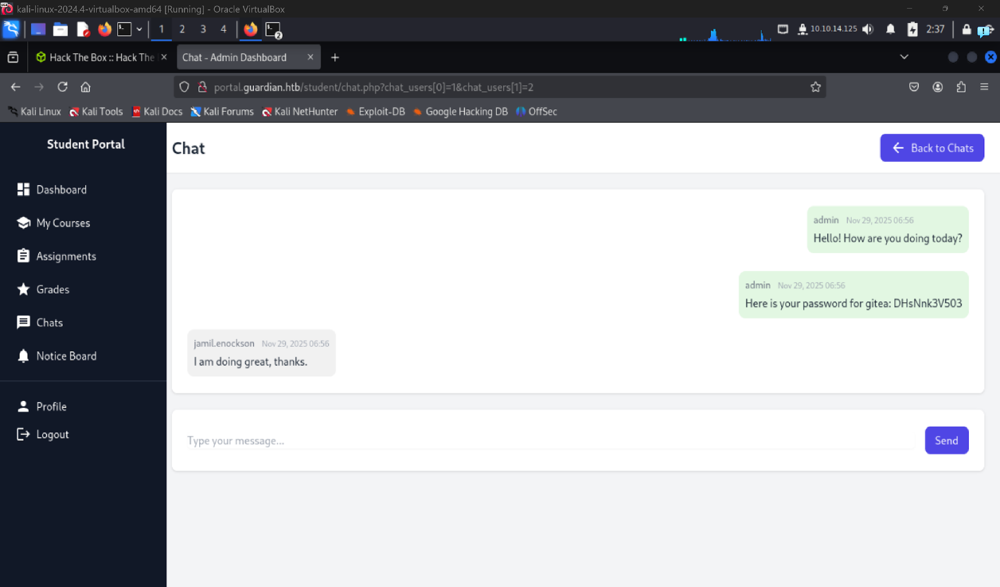 kali-linux-2024.4-virtualbox-amd64 [Running] - Oracle VirtualBox
1 2 3 4 2 10.10.14.125 2:37
Hack The Box :: Hack The
Chat - Admin Dashboard
portal.guardian.htb/student/chat.php?chat_users[0]=1&chat_users[1]=2
Kali Linux Kali Tools Kali Docs Kali Forums Kali NetHunter Exploit-DB Google Hacking DB OffSec
Student Portal
Dashboard
My Courses
Assignments
Grades
Chats
Notice Board
Profile
Logout
Chat
Back to Chats
admin Nov 29, 2025 06:56
Hello! How are you doing today?
admin Nov 29, 2025 06:56
Here is your password for gitea: DHsNnk3V503
jamil.enockson Nov 29, 2025 06:56
I am doing great, thanks.
Type your message...
Send